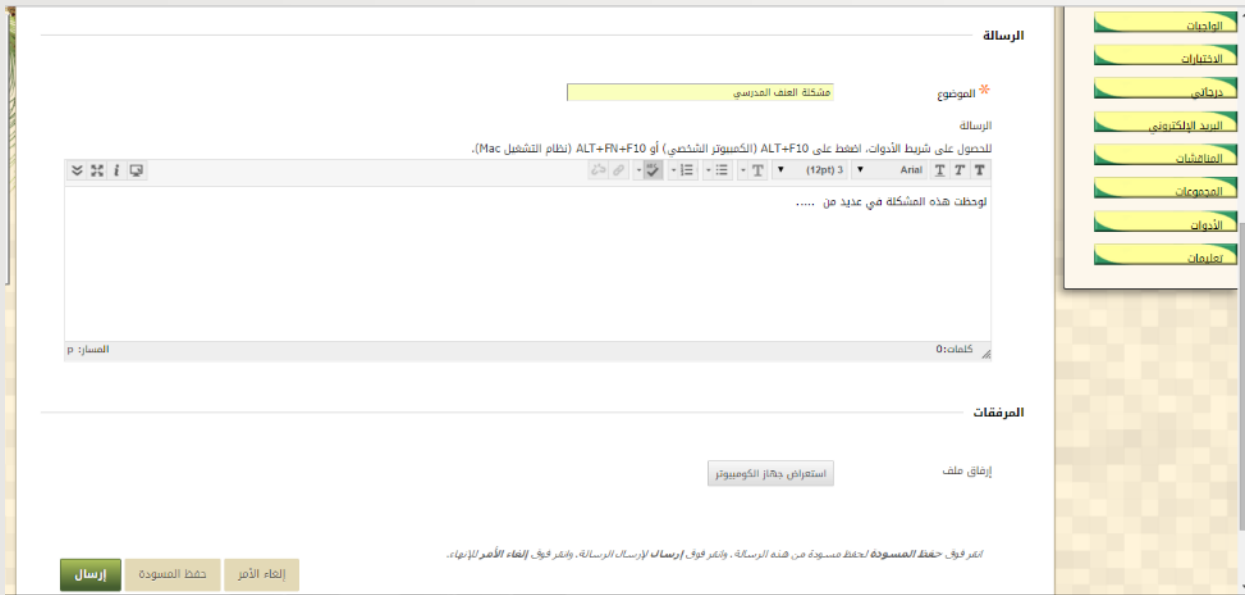 الرسالة
* الموضوع
مشكلة العنف المدرسي
الرسالة
للحصول على شريط الأدوات، اضغط على ALT+F10 (الكمبيوتر الشخصي) أو ALT+FN+F10 (نظام التشغيل Mac).
T T T Arial 3 (12pt) T
لوحظت هذه المشكلة في عديد من .....
كلمات:0
المسار: p
المرفقات
إرفاق ملف
استعراض جهاز الكومبيوتر
انقر فوق حفظ المسودة لحفظ مسودة من هذه الرسالة، وانقر فوق إرسال لإرسال الرسالة، وانقر فوق إلغاء الأمر للإنهاء.
إلغاء الأمر
حفظ المسودة
إرسال
الواجبات
الاختبارات
درجاتي
البريد الإلكتروني
المناقشات
المجموعات
الأدوات
تعليمات